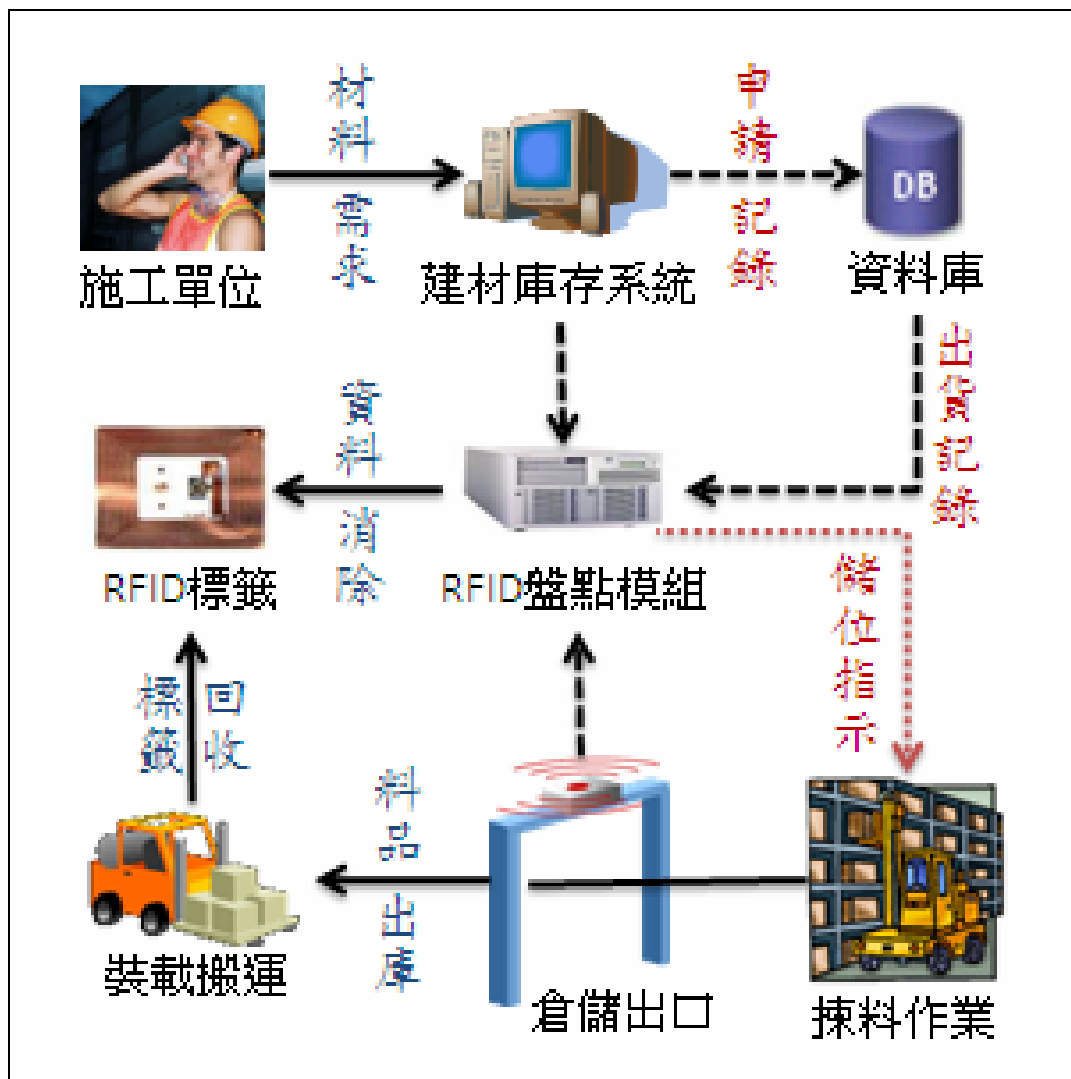 材料需求
申請記錄
DB
施工單位
建材庫存系統
資料庫
出貨記錄
資料消除
RFID標籤
RFID盤點模組
儲位指示
標籤回收
料品出庫
裝載搬運
倉儲出口
揀料作業